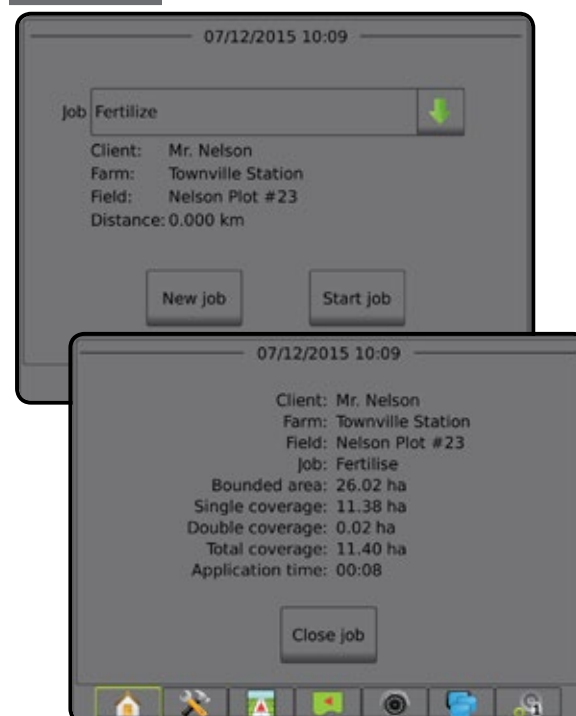 07/12/2015 10:09
Job Fertilize
Client: Mr. Nelson
Farm: Townville Station
Field: Nelson Plot #23
Distance: 0.000 km
New job Start job
07/12/2015 10:09
Client: Mr. Nelson
Farm: Townville Station
Field: Nelson Plot #23
Job: Fertilise
Bounded area: 26.02 ha
Single coverage: 11.38 ha
Double coverage: 0.02 ha
Total coverage: 11.40 ha
Application time: 00:08
Close job
1